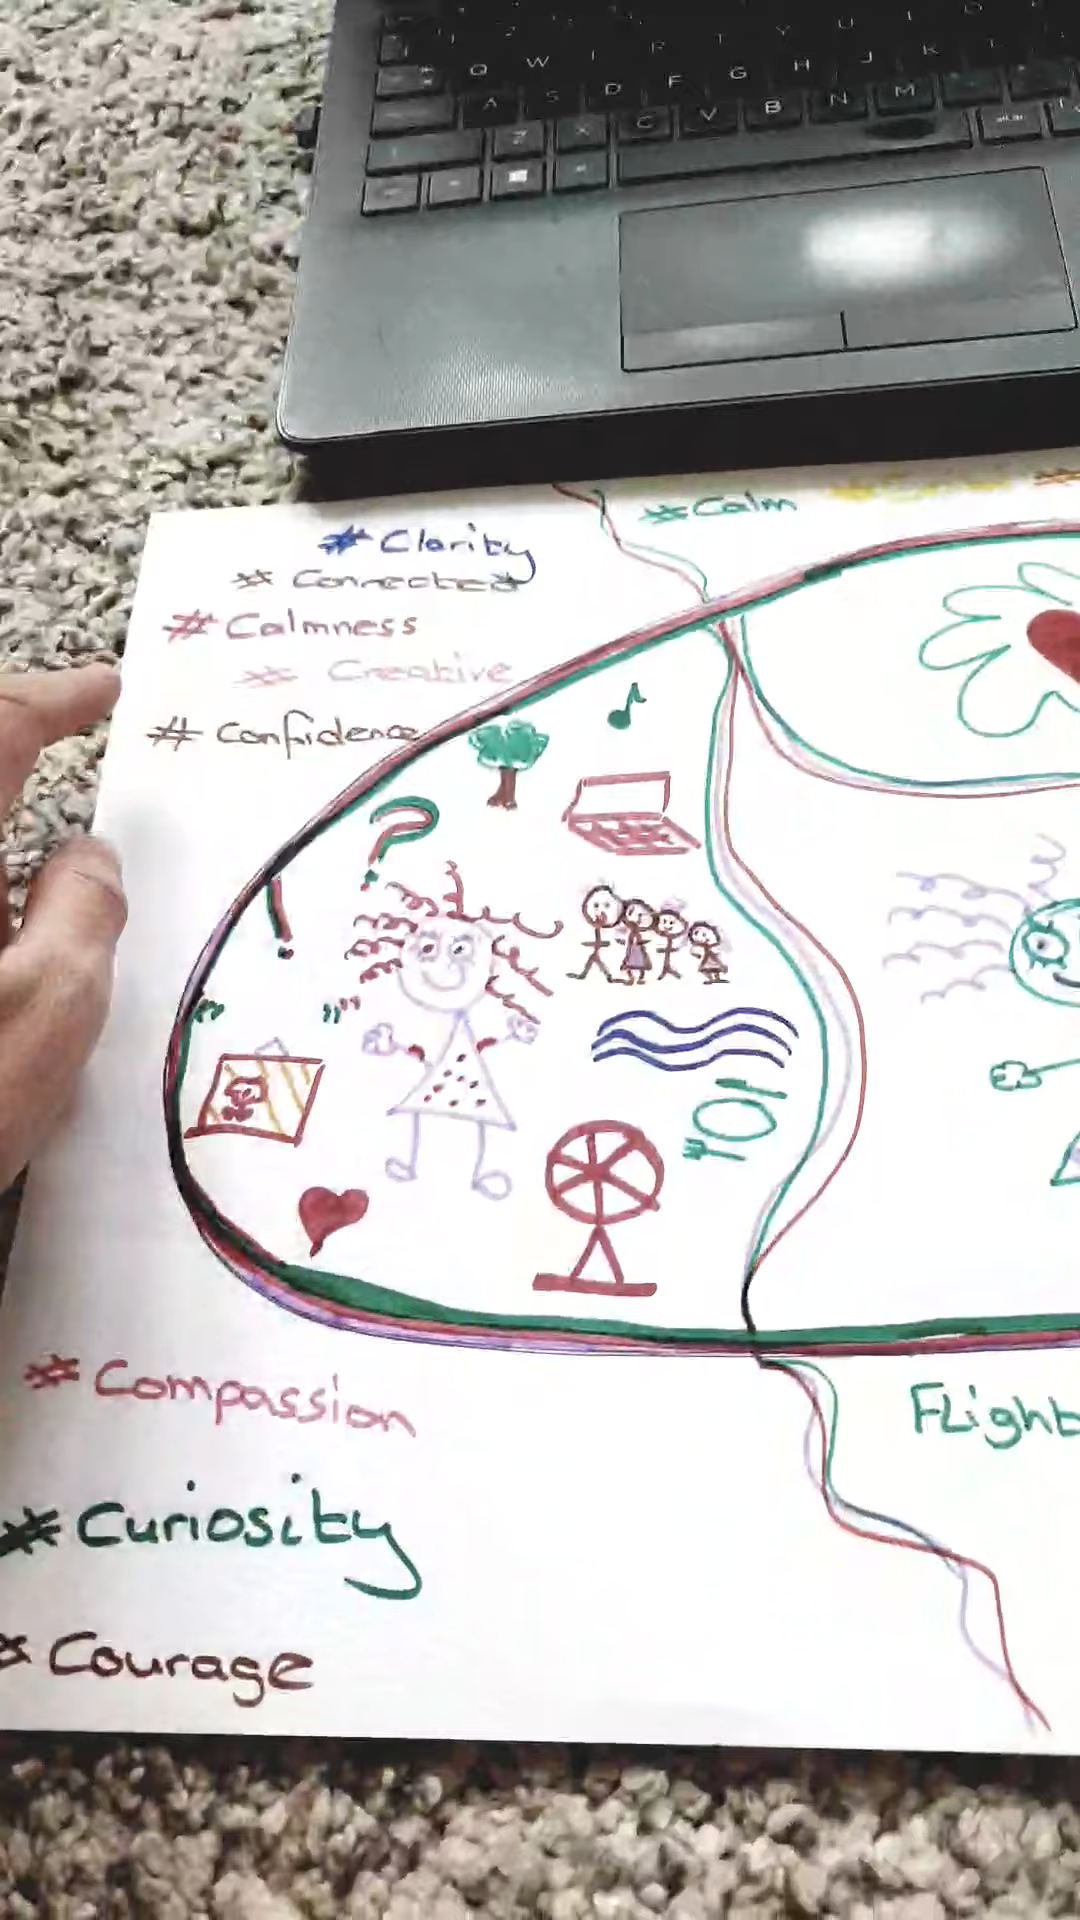 Q W E R T Y U I O
A S D F G H J K L
Z X C V B N M
# Calm
# Clarity
* Connected
# Calmness
* Creative
# Confidence
! ?
"" ""
Flight
* Compassion
* Curiosity
* Courage